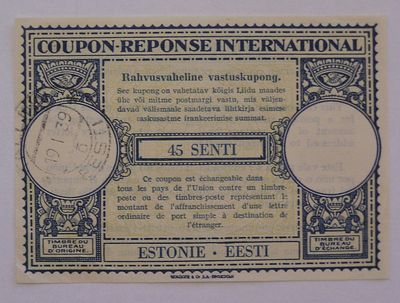 COUPON-REPONSE INTERNATIONAL
Rahvusvaheline vastuskupong.
See kupong on vahetatav kõigis Liidu maades
ühe või mitme postmargi vastu, mis väljen-
davad välismaale saadetava lihtkirja esimese
raskusastme frankeerimise summat.
10 I 39
45 SENTI
Ce coupon est échangeable dans
tous les pays de l'Union contre un timbre-
poste ou des timbres-poste représentant le
montant de l'affranchissement d'une lettre
ordinaire de port simple à destination de
l'étranger.
TIMBRE DU
BUREAU
D'ORIGINE.
TIMBRE DU
BUREAU
D'ÉCHANGE.
ESTONIE - EESTI